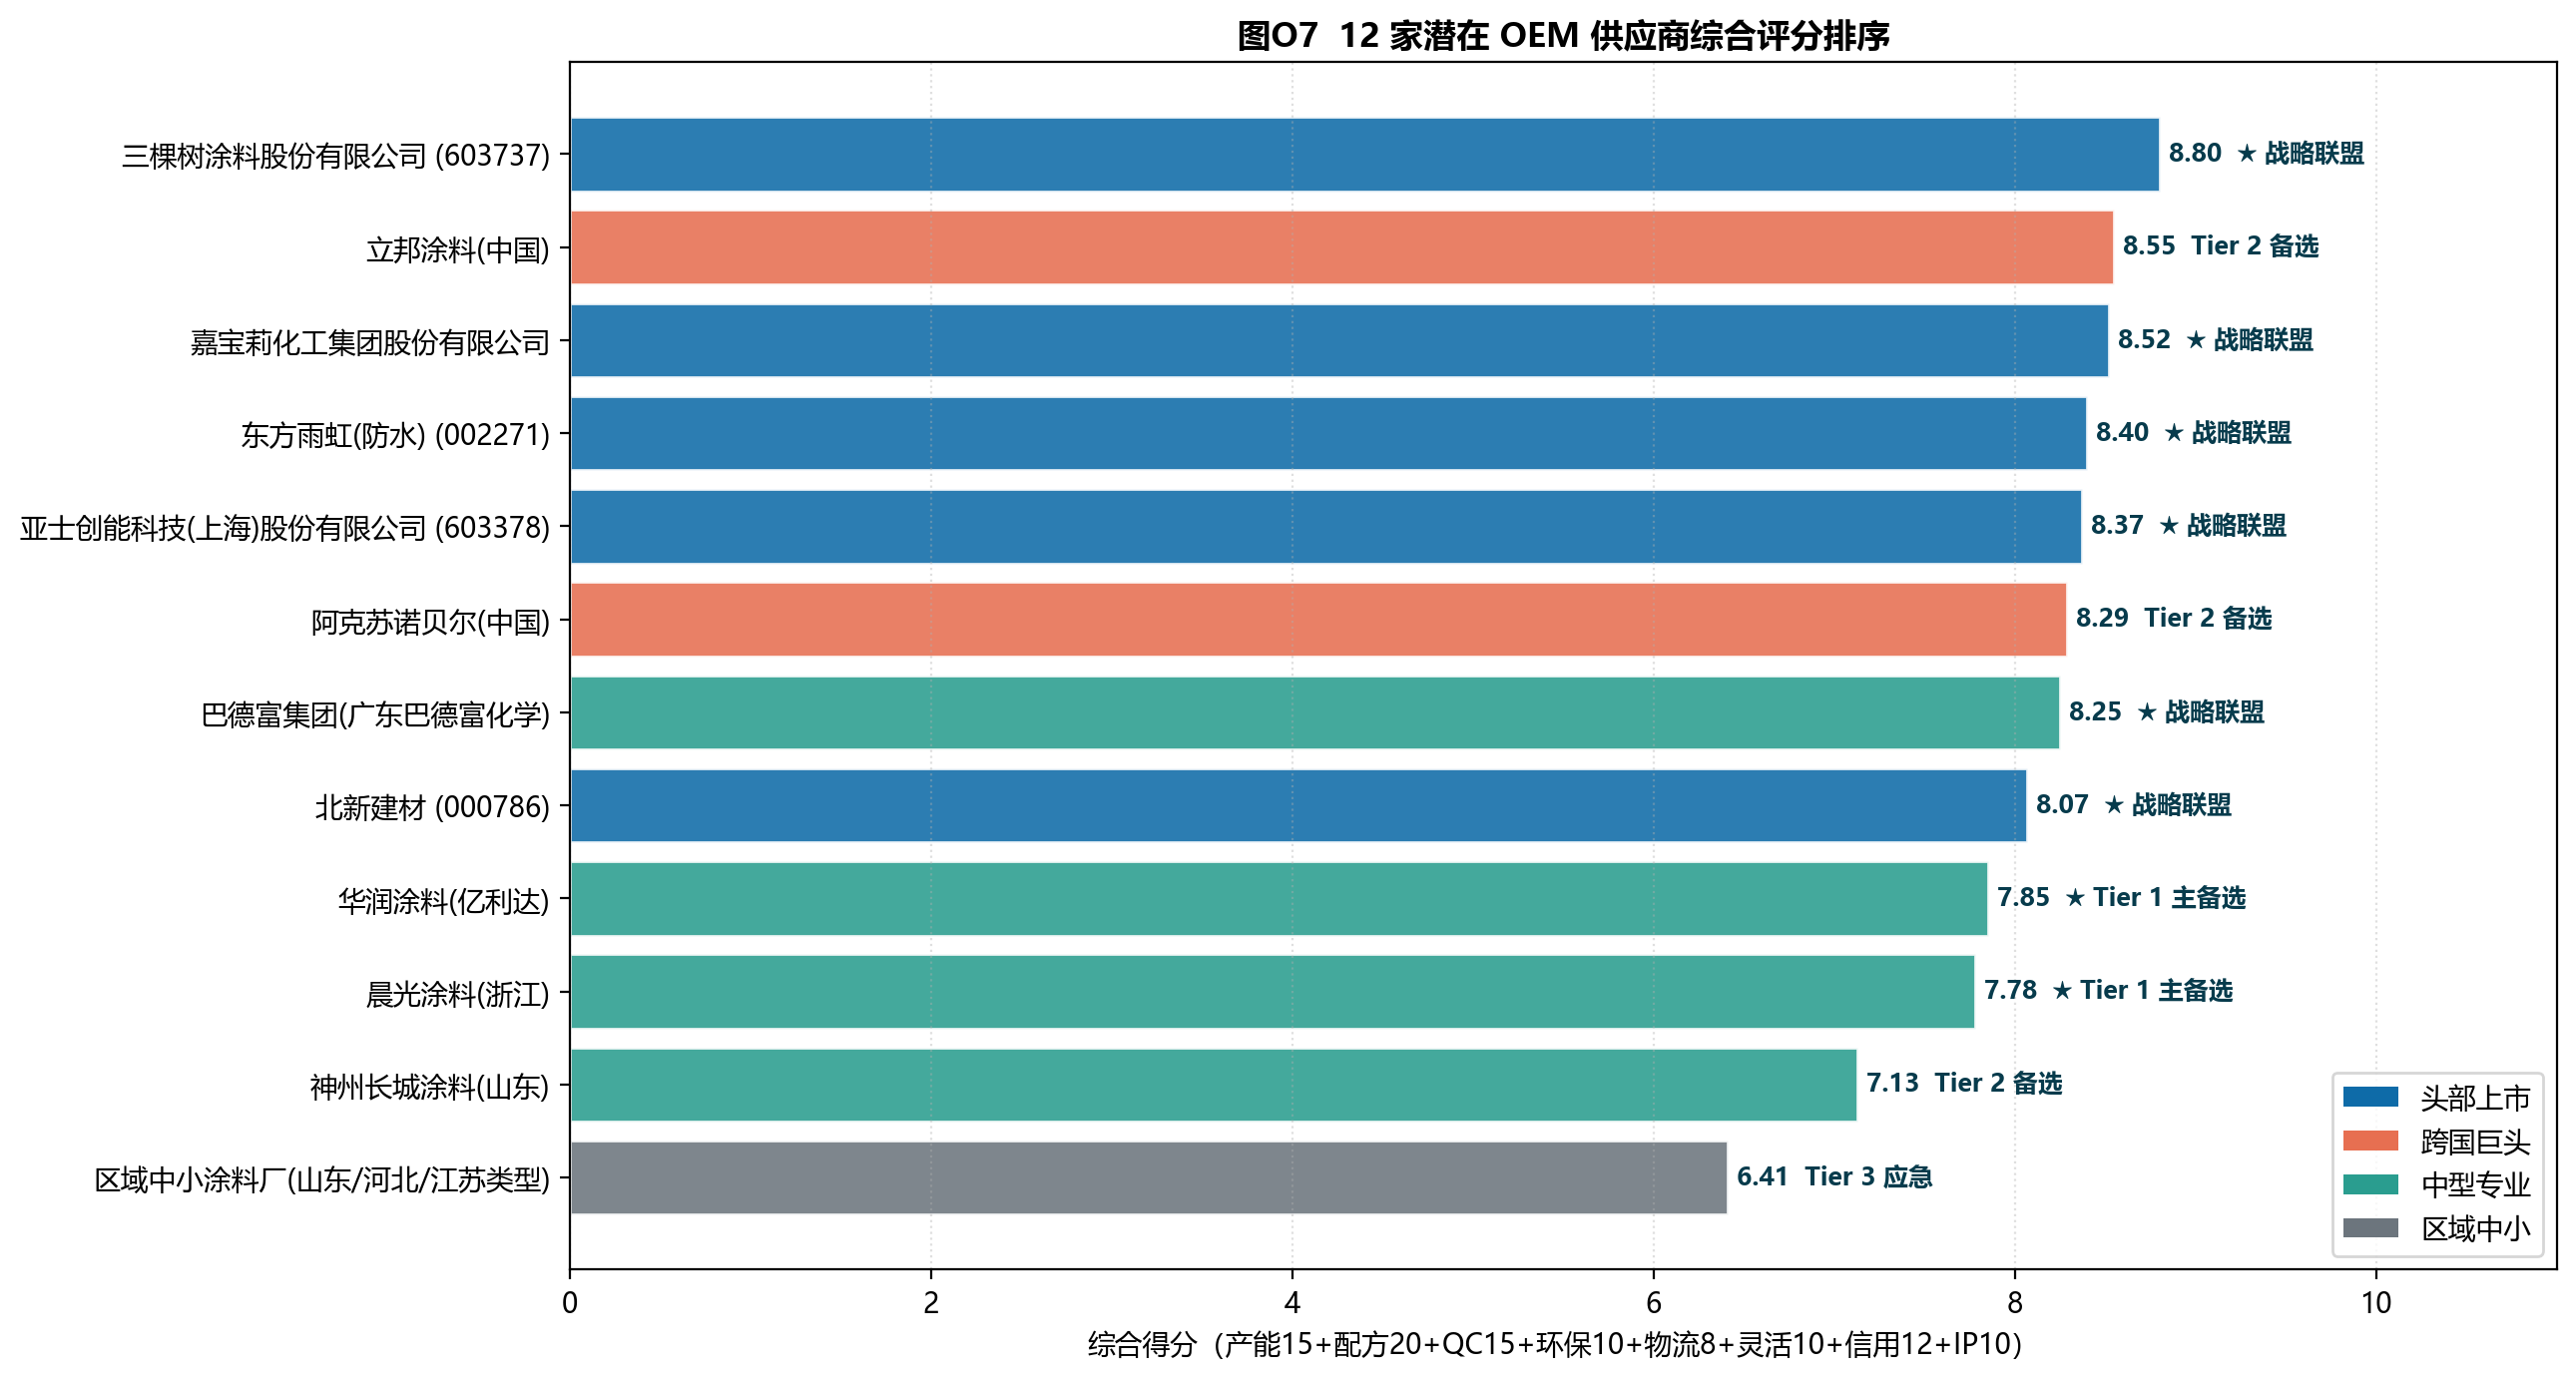 图O7 12 家潜在 OEM 供应商综合评分排序
三棵树涂料股份有限公司 (603737) 8.80 ★ 战略联盟
立邦涂料(中国) 8.55 Tier 2 备选
嘉宝莉化工集团股份有限公司 8.52 ★ 战略联盟
东方雨虹(防水) (002271) 8.40 ★ 战略联盟
亚士创能科技(上海)股份有限公司 (603378) 8.37 ★ 战略联盟
阿克苏诺贝尔(中国) 8.29 Tier 2 备选
巴德富集团(广东巴德富化学) 8.25 ★ 战略联盟
北新建材 (000786) 8.07 ★ 战略联盟
华润涂料(亿利达) 7.85 ★ Tier 1 主备选
晨光涂料(浙江) 7.78 ★ Tier 1 主备选
神州长城涂料(山东) 7.13 Tier 2 备选
区域中小涂料厂(山东/河北/江苏类型) 6.41 Tier 3 应急
头部上市
跨国巨头
中型专业
区域中小
0 2 4 6 8 10
综合得分（产能15+配方20+QC15+环保10+物流8+灵活10+信用12+IP10）